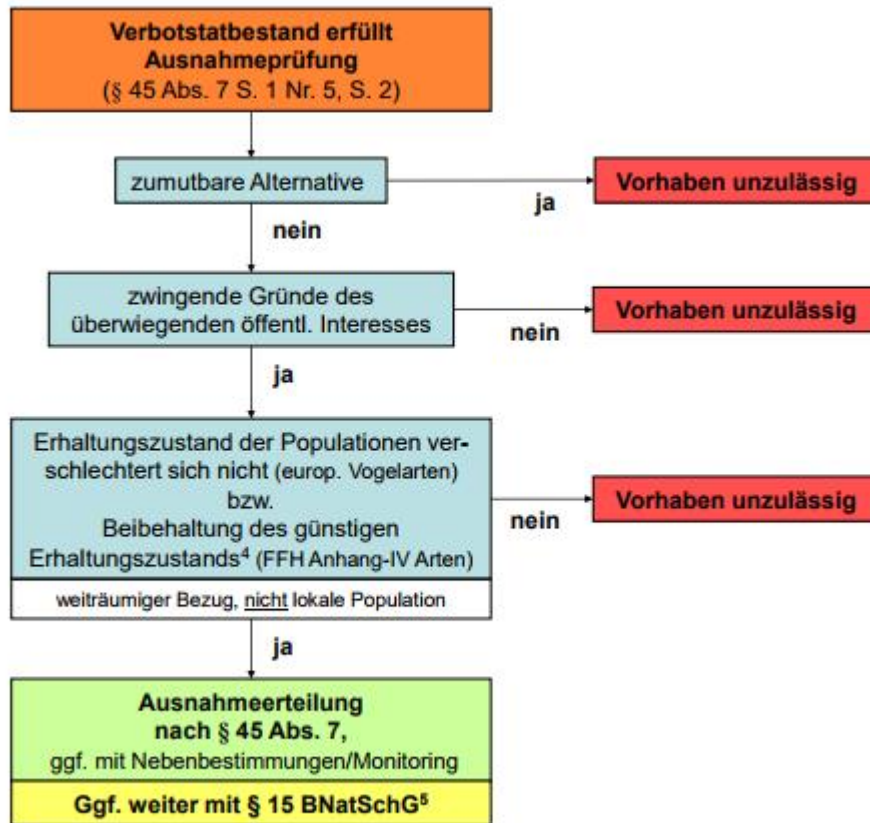 Verbotstatbestand erfüllt
Ausnahmeprüfung
(§ 45 Abs. 7 S. 1 Nr. 5, S. 2)
zumutbare Alternative
ja
Vorhaben unzulässig
nein
zwingende Gründe des
überwiegenden öffentl. Interesses
nein
Vorhaben unzulässig
ja
Erhaltungszustand der Populationen ver-
schlechtert sich nicht (europ. Vogelarten)
bzw.
Beibehaltung des günstigen
Erhaltungszustands⁴ (FFH Anhang-IV Arten)
nein
Vorhaben unzulässig
weiträumiger Bezug, nicht lokale Population
ja
Ausnahmeerteilung
nach § 45 Abs. 7,
ggf. mit Nebenbestimmungen/Monitoring
Ggf. weiter mit § 15 BNatSchG⁵